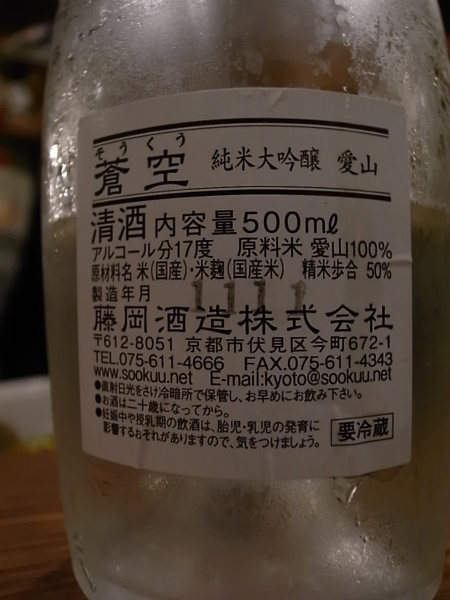 そうくう
蒼空 純米大吟醸 愛山
清酒 内容量500mℓ
アルコール分17度 原料米 愛山100%
原材料名 米(国産)・米麹(国産米) 精米歩合 50%
製造年月 1111
藤岡酒造株式会社
〒612-8051 京都市伏見区今町672-1
TEL.075-611-4666 FAX.075-611-4343
www.sookuu.net E-mail:kyoto@sookuu.net
●直射日光をさけ冷暗所で保管し、お早めにお飲み下さい。
●お酒は二十歳になってから。
●妊娠中や授乳期の飲酒は、胎児・乳児の発育に
影響するおそれがありますので、気をつけましょう。
要冷蔵